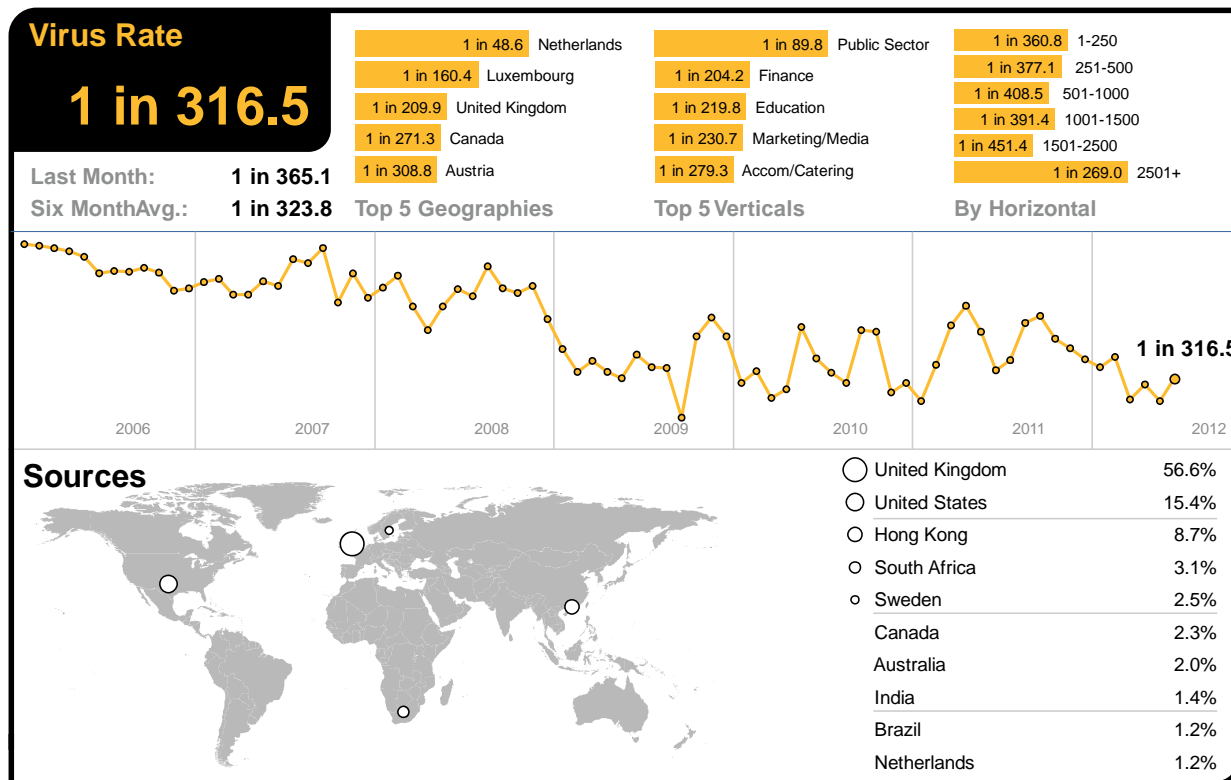 Virus Rate
1 in 316.5
Last Month: 1 in 365.1
Six MonthAvg.: 1 in 323.8
1 in 48.6 Netherlands
1 in 160.4 Luxembourg
1 in 209.9 United Kingdom
1 in 271.3 Canada
1 in 308.8 Austria
Top 5 Geographies
1 in 89.8 Public Sector
1 in 204.2 Finance
1 in 219.8 Education
1 in 230.7 Marketing/Media
1 in 279.3 Accom/Catering
Top 5 Verticals
1 in 360.8 1-250
1 in 377.1 251-500
1 in 408.5 501-1000
1 in 391.4 1001-1500
1 in 451.4 1501-2500
1 in 269.0 2501+
By Horizontal
1 in 316.5
2006 2007 2008 2009 2010 2011 2012
Sources
United Kingdom 56.6%
United States 15.4%
Hong Kong 8.7%
South Africa 3.1%
Sweden 2.5%
Canada 2.3%
Australia 2.0%
India 1.4%
Brazil 1.2%
Netherlands 1.2%